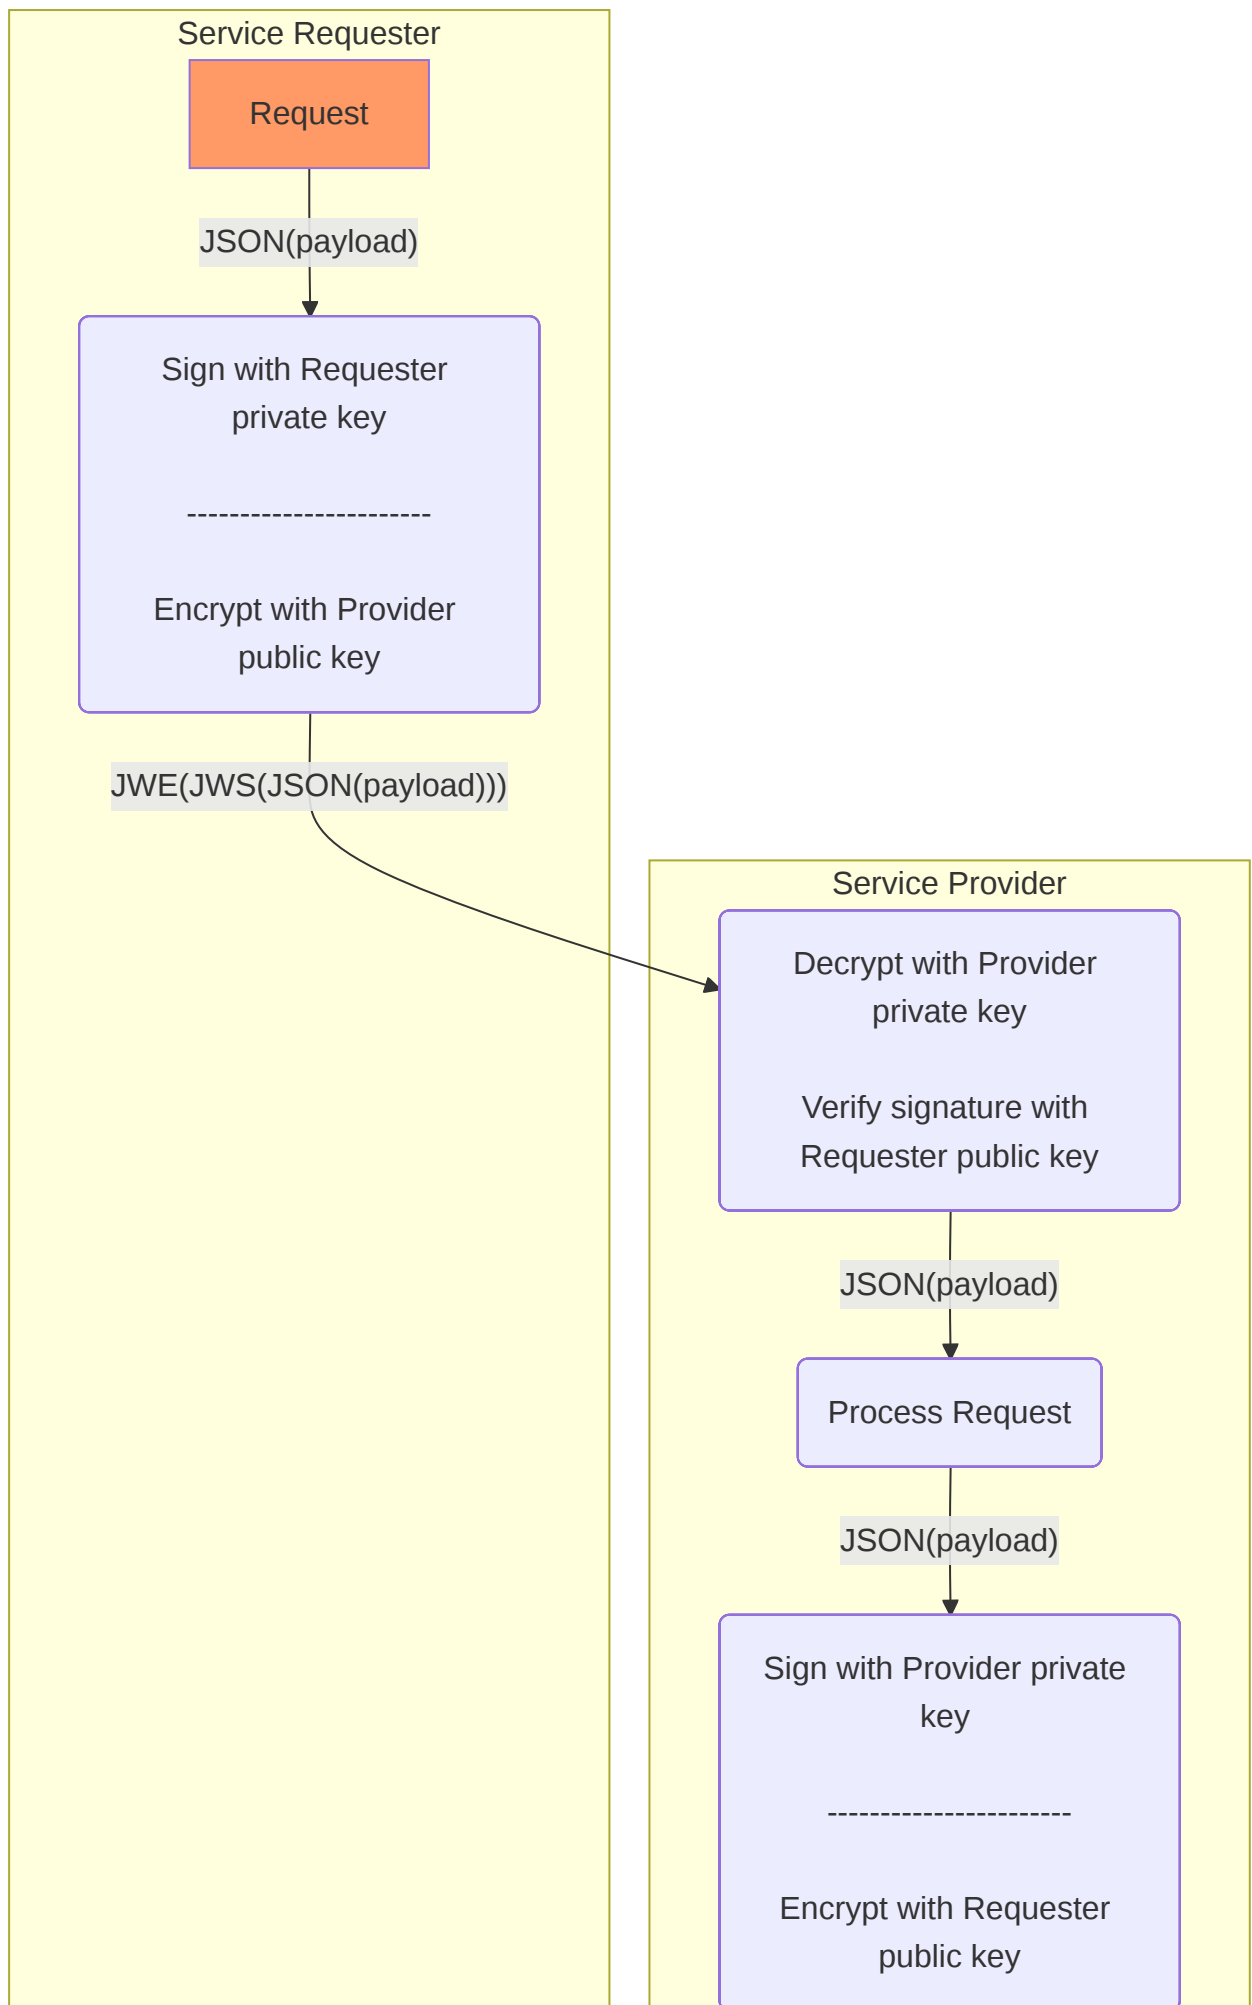 Service Requester
Request
JSON(payload)
Sign with Requester
private key
-----------------------
Encrypt with Provider
public key
JWE(JWS(JSON(payload)))
Service Provider
Decrypt with Provider
private key
Verify signature with
Requester public key
JSON(payload)
Process Request
JSON(payload)
Sign with Provider private
key
-----------------------
Encrypt with Requester
public key